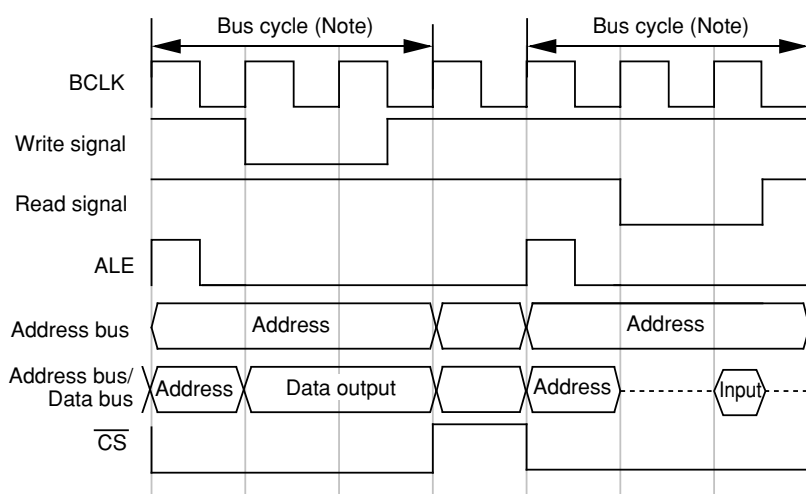 Bus cycle (Note) Bus cycle (Note)
BCLK
Write signal
Read signal
ALE
Address bus Address Address
Address bus/
Data bus Address Data output Address Input
CS